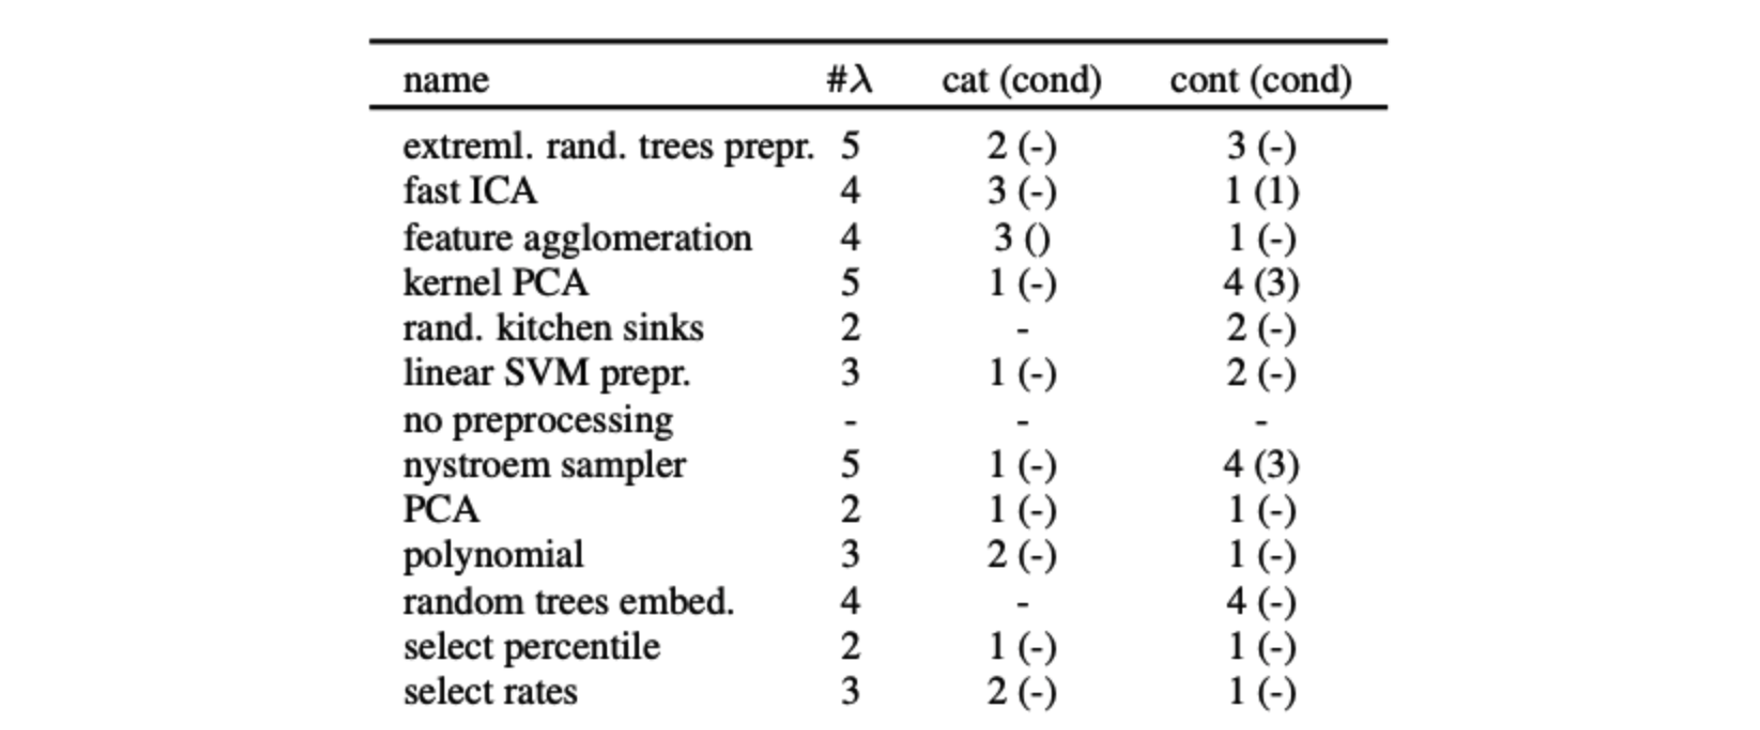 name #λ cat (cond) cont (cond)
extreml. rand. trees prepr. 5 2 (-) 3 (-)
fast ICA 4 3 (-) 1 (1)
feature agglomeration 4 3 () 1 (-)
kernel PCA 5 1 (-) 4 (3)
rand. kitchen sinks 2 - 2 (-)
linear SVM prepr. 3 1 (-) 2 (-)
no preprocessing - - -
nystroem sampler 5 1 (-) 4 (3)
PCA 2 1 (-) 1 (-)
polynomial 3 2 (-) 1 (-)
random trees embed. 4 - 4 (-)
select percentile 2 1 (-) 1 (-)
select rates 3 2 (-) 1 (-)